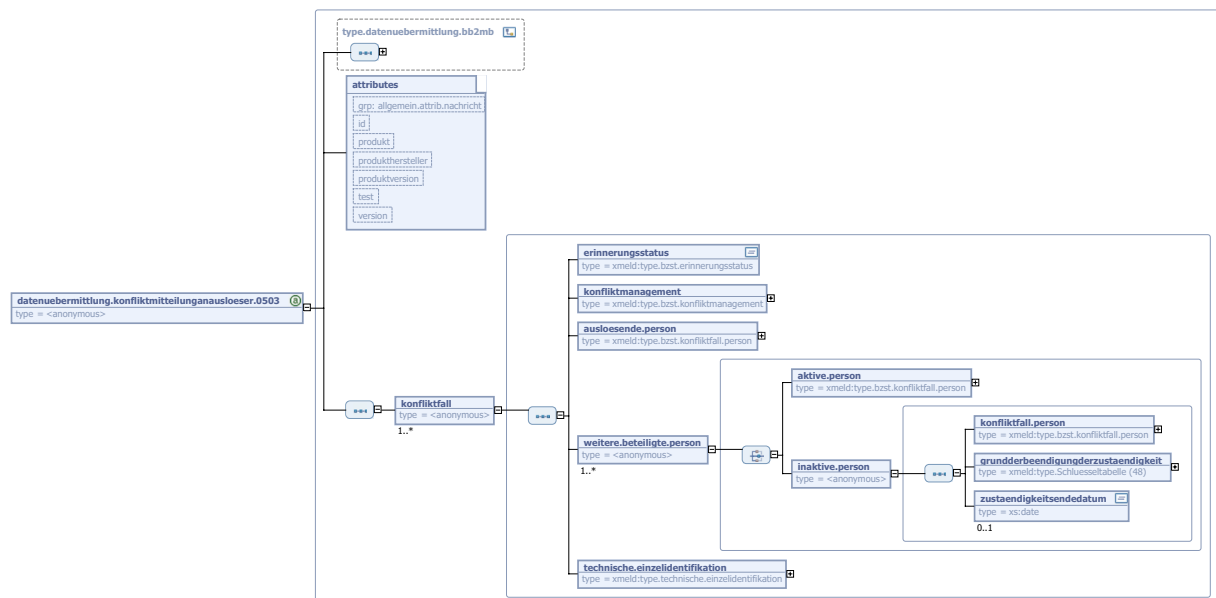 type.datenuebermittlung.bb2mb
attributes
grp: allgemein.attrib.nachricht
id
produkt
produkthersteller
produktversion
test
version
datenuebermittlung.konfliktmitteilunganausloeser.0503
type = <anonymous>
konfliktfall
type = <anonymous>
1..*
erinnerungsstatus
type = xmeld:type.bzst.erinnerungsstatus
konfliktmanagement
type = xmeld:type.bzst.konfliktmanagement
ausloesende.person
type = xmeld:type.bzst.konfliktfall.person
weitere.beteiligte.person
type = <anonymous>
1..*
aktive.person
type = xmeld:type.bzst.konfliktfall.person
inaktive.person
type = <anonymous>
konfliktfall.person
type = xmeld:type.bzst.konfliktfall.person
grundderbeendigungderzustaendigkeit
type = xmeld:type.Schluesseltabelle (48)
zustaendigkeitsendedatum
type = xs:date
0..1
technische.einzelidentifikation
type = xmeld:type.technische.einzelidentifikation